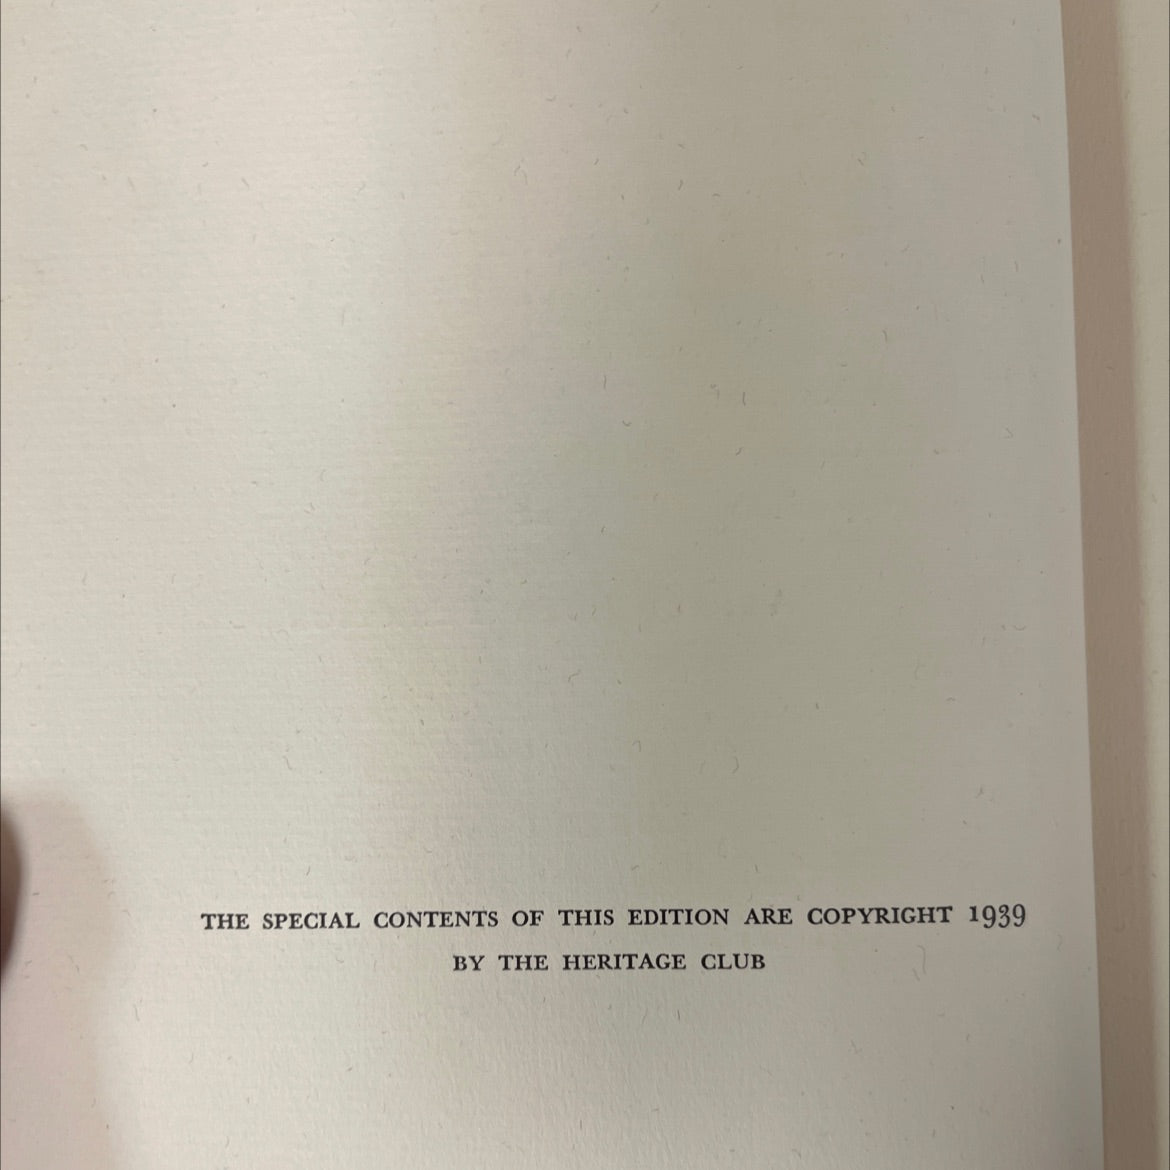 THE SPECIAL CONTENTS OF THIS EDITION ARE COPYRIGHT 1939
BY THE HERITAGE CLUB